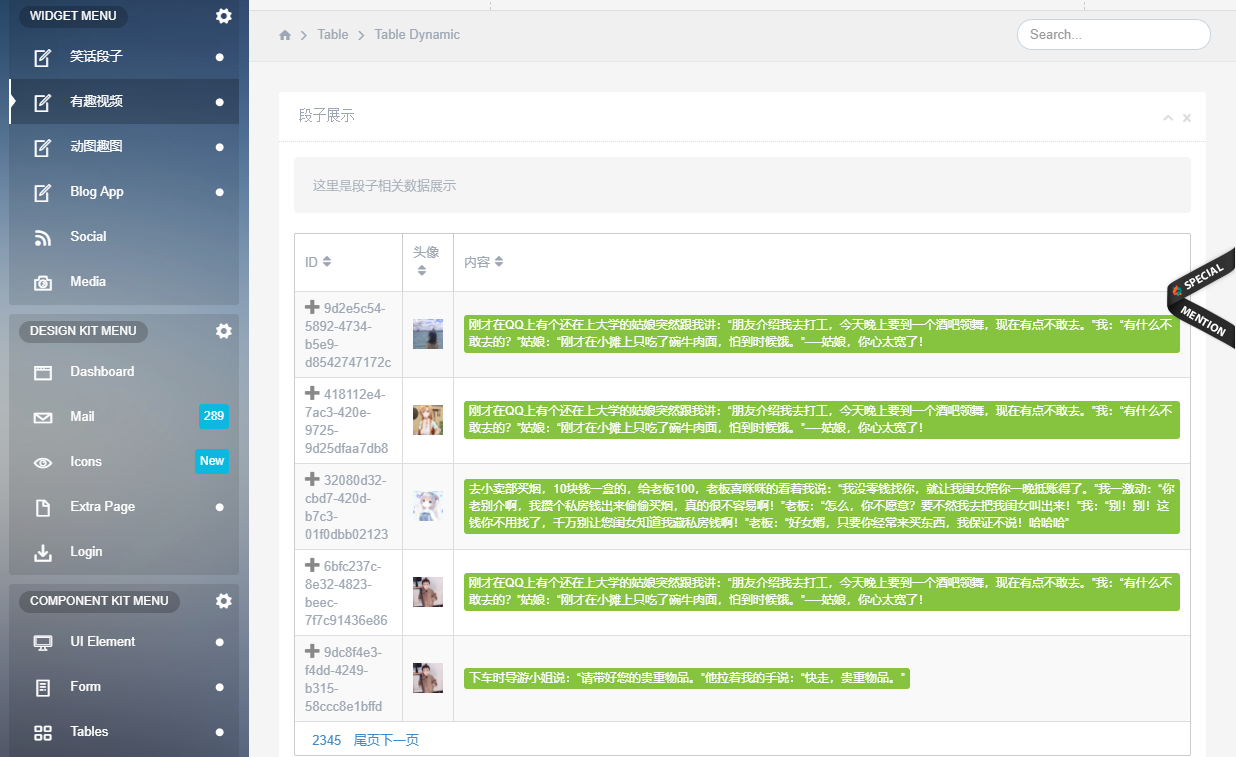 WIDGET MENU
笑话段子
有趣视频
动图趣图
Blog App
Social
Media
DESIGN KIT MENU
Dashboard
Mail 289
Icons New
Extra Page
Login
COMPONENT KIT MENU
UI Element
Form
Tables
Table Table Dynamic
Search...
段子展示
这里是段子相关数据展示
ID 头像 内容
9d2e5c54-
5892-4734-
b5e9-
d8542747172c
刚才在QQ上有个还在上大学的姑娘突然跟我讲：“朋友介绍我去打工，今天晚上要到一个酒吧领舞，现在有点不敢去。”我：“有什么不
敢去的？”姑娘：“刚才在小摊上只吃了碗牛肉面，怕到时候饿。”──姑娘，你心太宽了！
418112e4-
7ac3-420e-
9725-
9d25dfaa7db8
刚才在QQ上有个还在上大学的姑娘突然跟我讲：“朋友介绍我去打工，今天晚上要到一个酒吧领舞，现在有点不敢去。”我：“有什么不
敢去的？”姑娘：“刚才在小摊上只吃了碗牛肉面，怕到时候饿。”──姑娘，你心太宽了！
32080d32-
cbd7-420d-
b7c3-
01f0dbb02123
去小卖部买烟，10块钱一盒的，给老板100，老板喜咪咪的看着我说：“我没零钱找你，就让我闺女陪你一晚抵账得了。”我一激动：“你
老别介啊，我攒个私房钱出来偷偷买烟，真的很不容易啊！”老板：“怎么，你不愿意？要不然我去把我闺女叫出来！”我：“别！别！这
钱你不用找了，千万别让您闺女知道我藏私房钱啊！”老板：“好女婿，只要你经常来买东西，我保证不说！哈哈哈”
6bfc237c-
8e32-4823-
beec-
7f7c91436e86
刚才在QQ上有个还在上大学的姑娘突然跟我讲：“朋友介绍我去打工，今天晚上要到一个酒吧领舞，现在有点不敢去。”我：“有什么不
敢去的？”姑娘：“刚才在小摊上只吃了碗牛肉面，怕到时候饿。”──姑娘，你心太宽了！
9dc8f4e3-
f4dd-4249-
b315-
58ccc8e1bffd
下车时导游小姐说：“请带好您的贵重物品。”他拉着我的手说：“快走，贵重物品。”
2345 尾页下一页
SPECIAL
MENTION